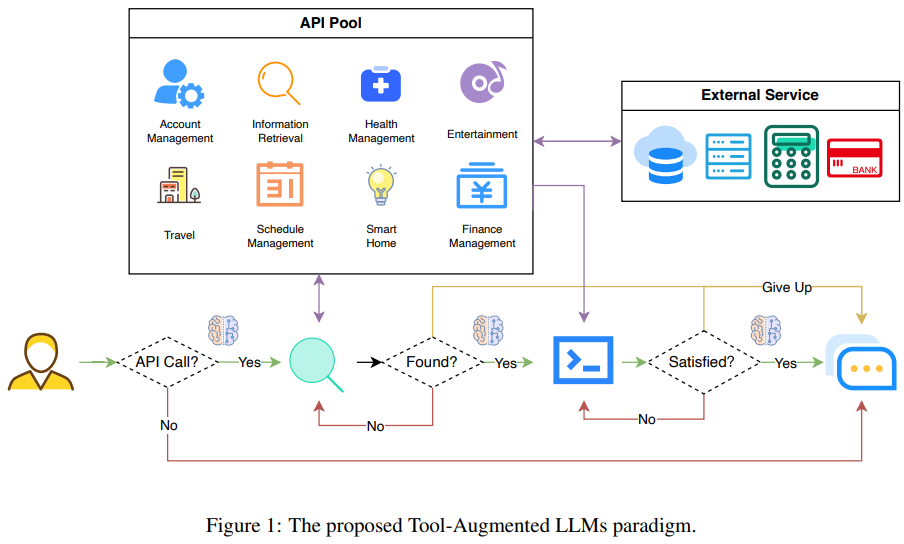 API Pool
Account
Management
Information
Retrieval
Health
Management
Entertainment
Travel
31
Schedule
Management
Smart
Home
¥
Finance
Management
External Service
BANK
Give Up
API Call?
Yes
Found?
Yes
Satisfied?
Yes
No
No
No
Figure 1: The proposed Tool-Augmented LLMs paradigm.